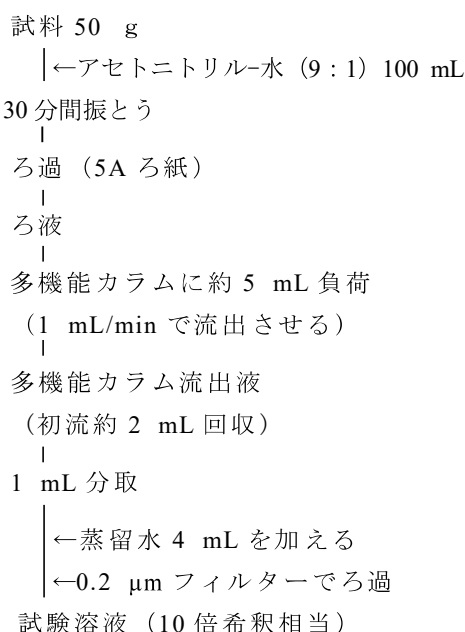 試料 50 g
←アセトニトリル-水（9：1）100 mL
30 分間振とう
ろ過（5A ろ紙）
ろ液
多機能カラムに約 5 mL 負荷
（1 mL/min で流出させる）
多機能カラム流出液
（初流約 2 mL 回収）
1 mL 分取
←蒸留水 4 mL を加える
←0.2 μm フィルターでろ過
試験溶液（10 倍希釈相当）